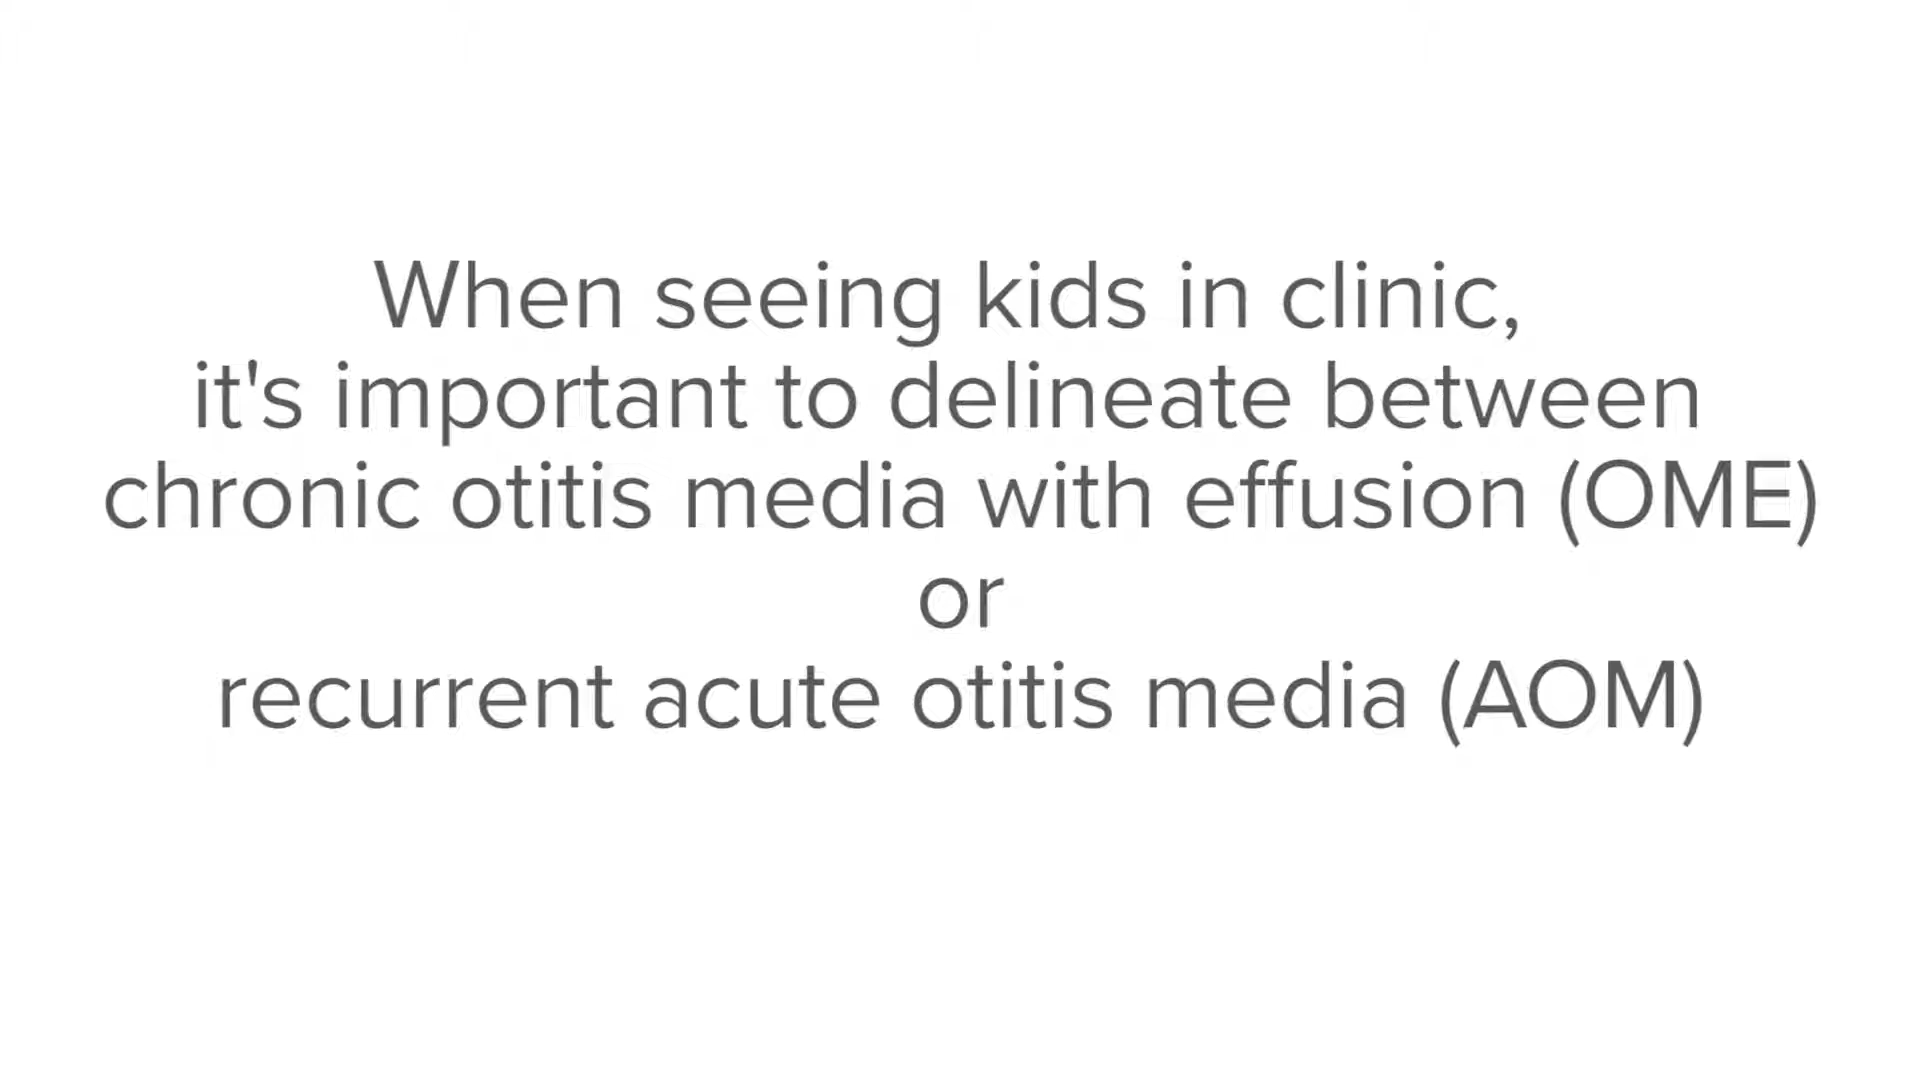 When seeing kids in clinic,
it's important to delineate between
chronic otitis media with effusion (OME)
or
recurrent acute otitis media (AOM)